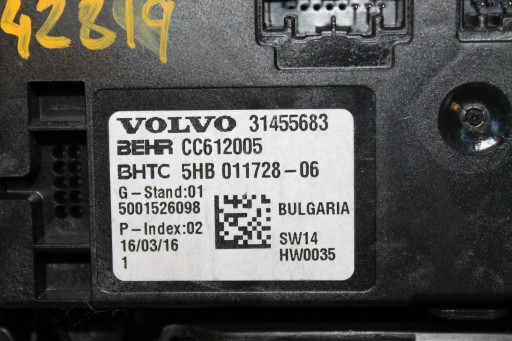 42819
VOLVO 31455683
BEHR CC612005
BHTC 5HB 011728-06
G-Stand:01
5001526098
BULGARIA
P-Index:02
16/03/16
SW14
1
HW0035